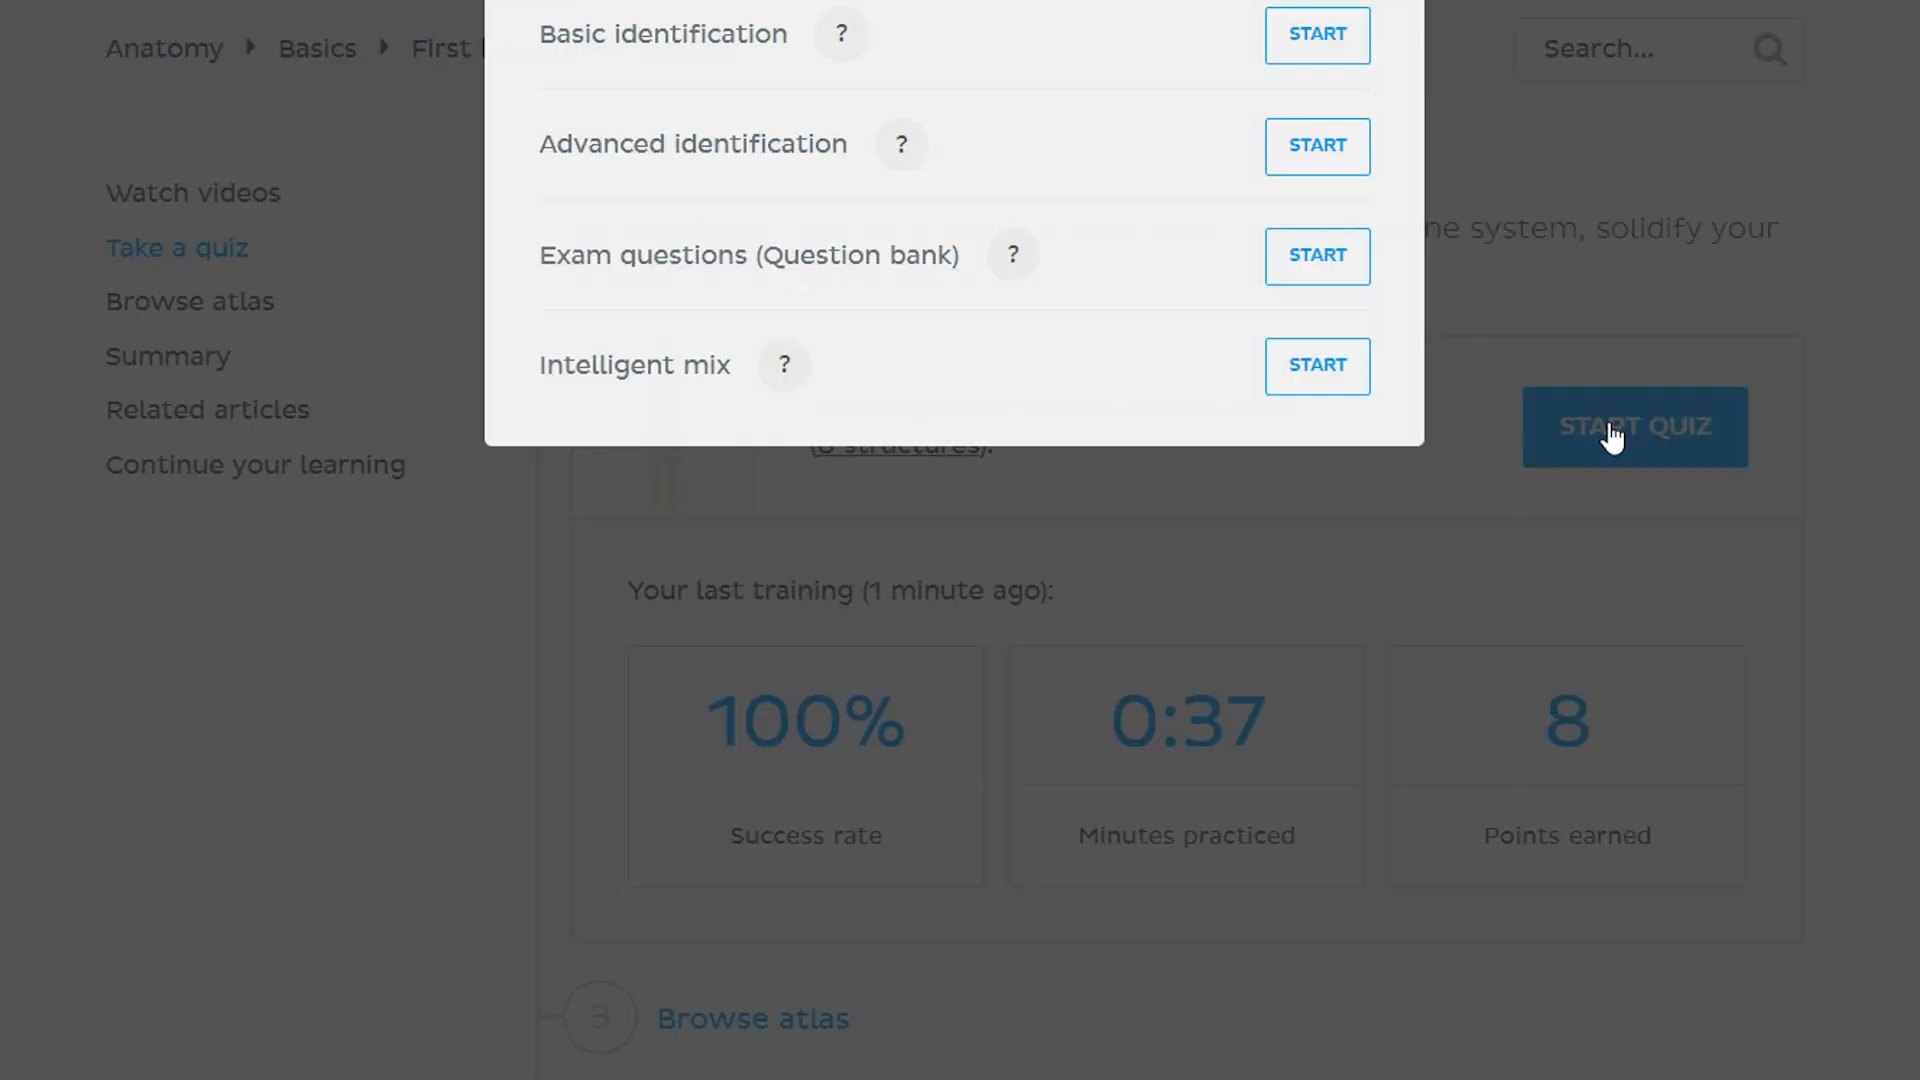 Anatomy Basics First
Search...
Basic identification ? START
Advanced identification ? START
Exam questions (Question bank) ? START
Intelligent mix ? START
Watch videos
Take a quiz
Browse atlas
Summary
Related articles
Continue your learning
system, solidify your
structures).
START QUIZ
Your last training (1 minute ago):
100% 0:37 8
Success rate Minutes practiced Points earned
3 Browse atlas